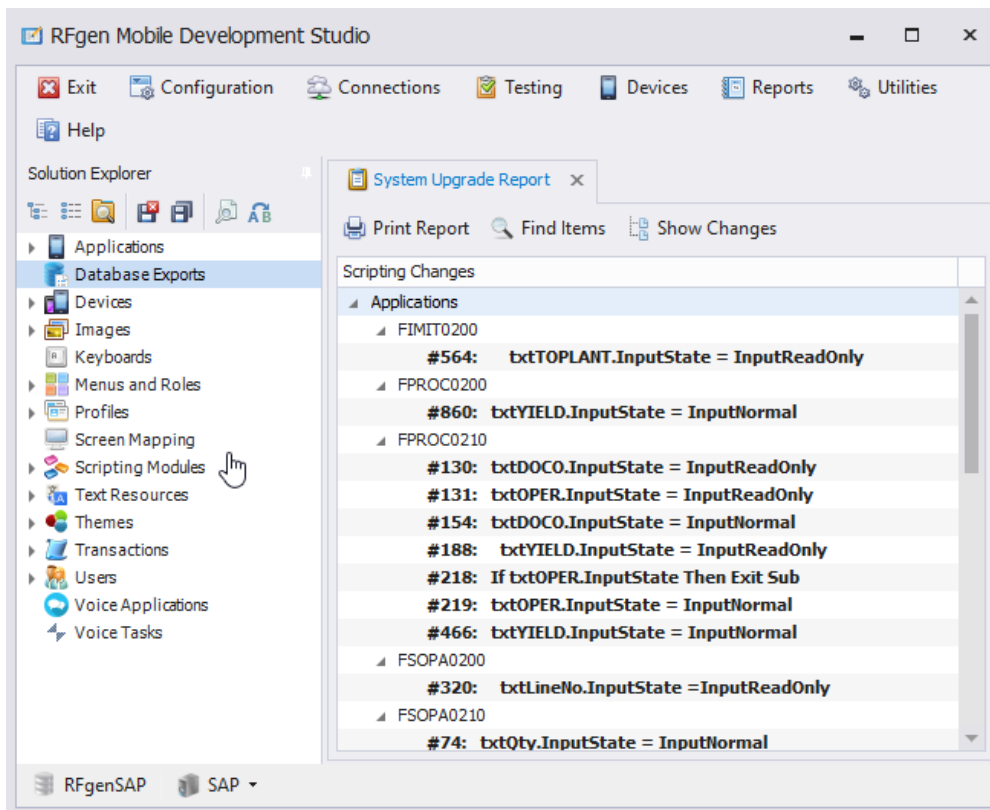 RFgen Mobile Development Studio
Exit Configuration Connections Testing Devices Reports Utilities
Help
Solution Explorer
Applications
Database Exports
Devices
Images
Keyboards
Menus and Roles
Profiles
Screen Mapping
Scripting Modules
Text Resources
Themes
Transactions
Users
Voice Applications
Voice Tasks
System Upgrade Report
Print Report Find Items Show Changes
Scripting Changes
Applications
FIMIT0200
#564: txtTOPLANT.InputState = InputReadOnly
FPROC0200
#860: txtYIELD.InputState = InputNormal
FPROC0210
#130: txtDOCO.InputState = InputReadOnly
#131: txtOPER.InputState = InputReadOnly
#154: txtDOCO.InputState = InputNormal
#188: txtYIELD.InputState = InputReadOnly
#218: If txtOPER.InputState Then Exit Sub
#219: txtOPER.InputState = InputNormal
#466: txtYIELD.InputState = InputNormal
FSOPA0200
#320: txtLineNo.InputState =InputReadOnly
FSOPA0210
#74: txtQty.InputState = InputNormal
RFgenSAP SAP